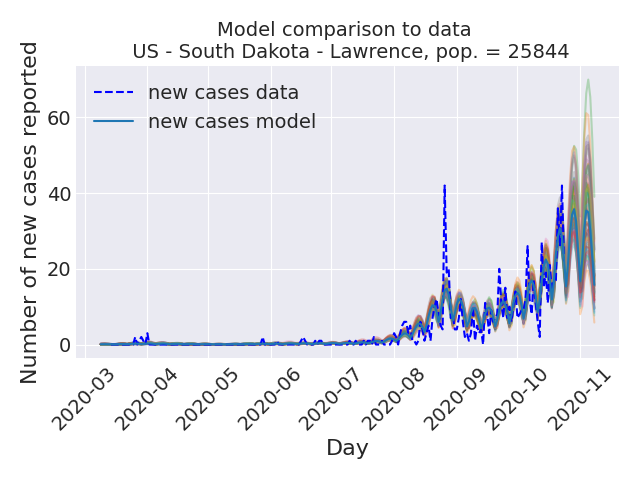 Model comparison to data
US - South Dakota - Lawrence, pop. = 25844
Number of new cases reported
60
40
20
0
new cases data
new cases model
2020-03
2020-04
2020-05
2020-06
2020-07
2020-08
2020-09
2020-10
2020-11
Day